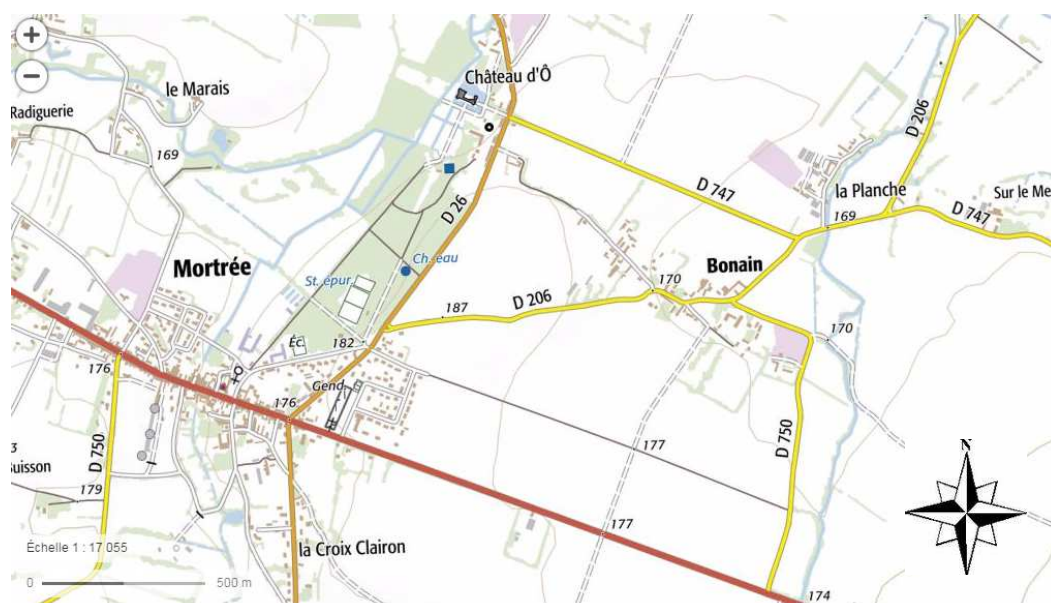 +
−
Château d'Ô
le Marais
Radiguerie
169
D 206
D 747
la Planche
Sur le Me
169
D 747
D 26
Mortrée
St. épur.
Bonain
170
187
D 206
170
Éc.
182
176
Gend.
176
D 750
3
uisson
179
177
D 750
N
177
la Croix Clairon
174
Échelle 1 : 17 055
0
500 m